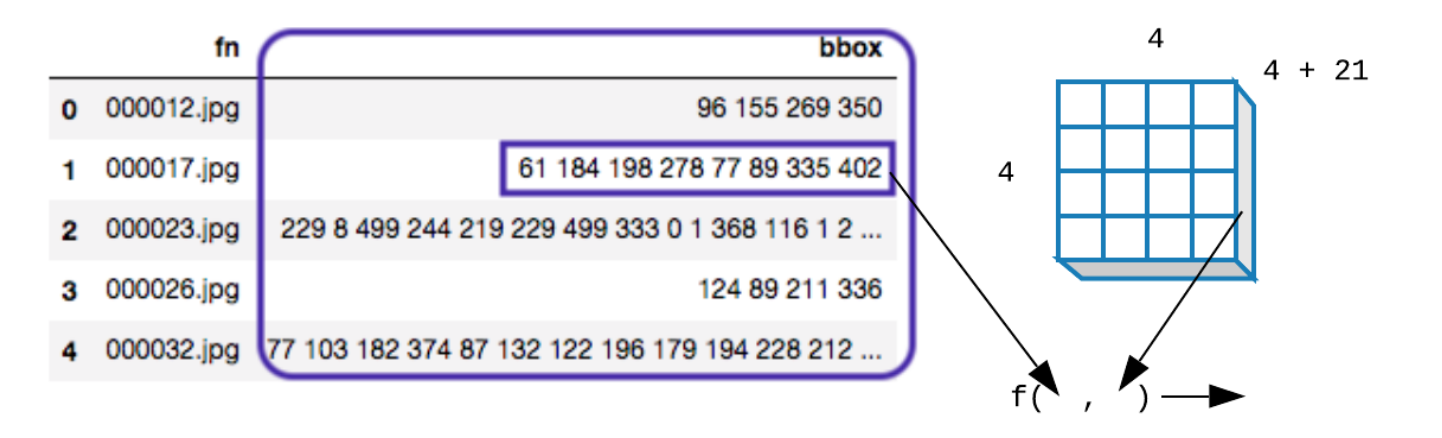 fn bbox
0 000012.jpg 96 155 269 350
1 000017.jpg 61 184 198 278 77 89 335 402
2 000023.jpg 229 8 499 244 219 229 499 333 0 1 368 116 1 2 ...
3 000026.jpg 124 89 211 336
4 000032.jpg 77 103 182 374 87 132 122 196 179 194 228 212 ...
4
4 + 21
4
f( , )